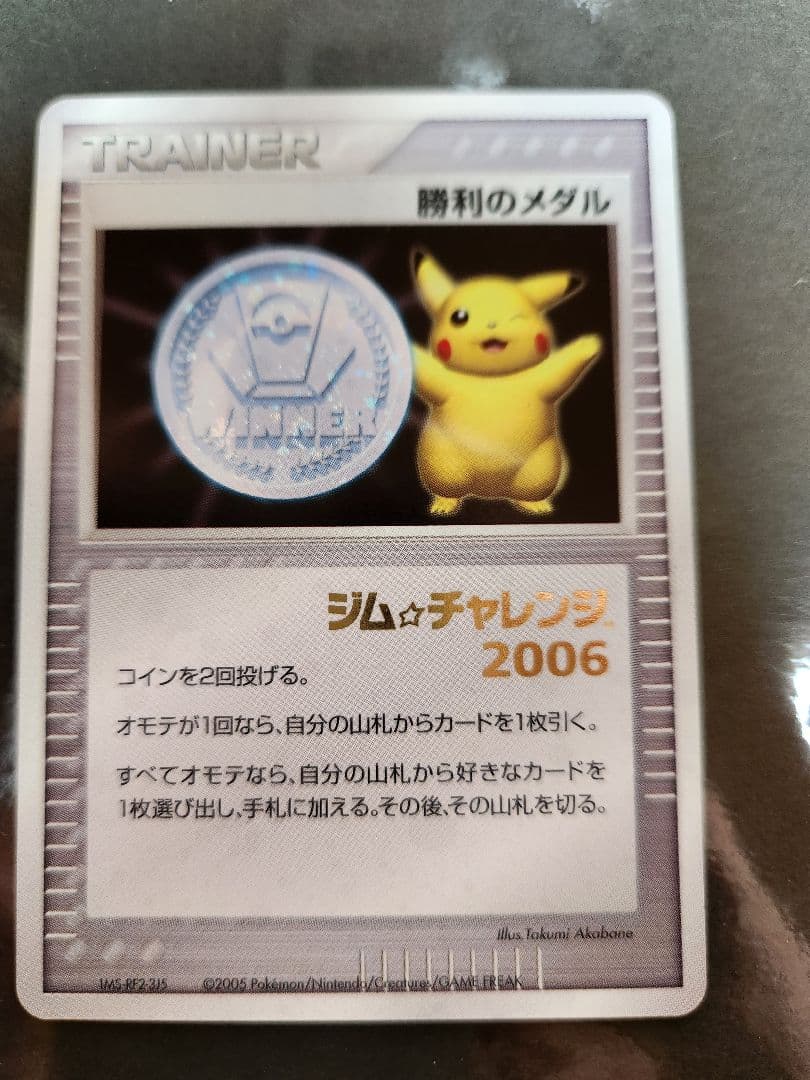 TRAINER
勝利のメダル
WINNER
ジム☆チャレンジ™
2006
コインを2回投げる。
オモテが1回なら、自分の山札からカードを1枚引く。
すべてオモテなら、自分の山札から好きなカードを
1枚選び出し、手札に加える。その後、その山札を切る。
Illus. Takumi Akabane
1MS-RF2-3J5 ©2005 Pokémon/Nintendo/Creatures/GAME FREAK